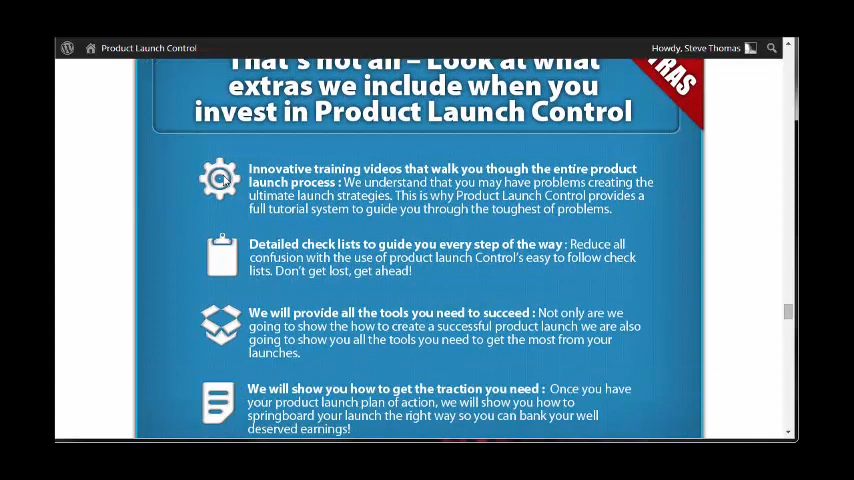 Product Launch Control
Howdy, Steve Thomas
That's not all – Look at what
extras we include when you
invest in Product Launch Control
Innovative training videos that walk you though the entire product
launch process : We understand that you may have problems creating the
ultimate launch strategies. This is why Product Launch Control provides a
full tutorial system to guide you through the toughest of problems.
Detailed check lists to guide you every step of the way : Reduce all
confusion with the use of product launch Control's easy to follow check
lists. Don't get lost, get ahead!
We will provide all the tools you need to succeed : Not only are we
going to show the how to create a successful product launch we are also
going to show you all the tools you need to get the most from your
launches.
We will show you how to get the traction you need : Once you have
your product launch plan of action, we will show you how to
springboard your launch the right way so you can bank your well
deserved earnings!